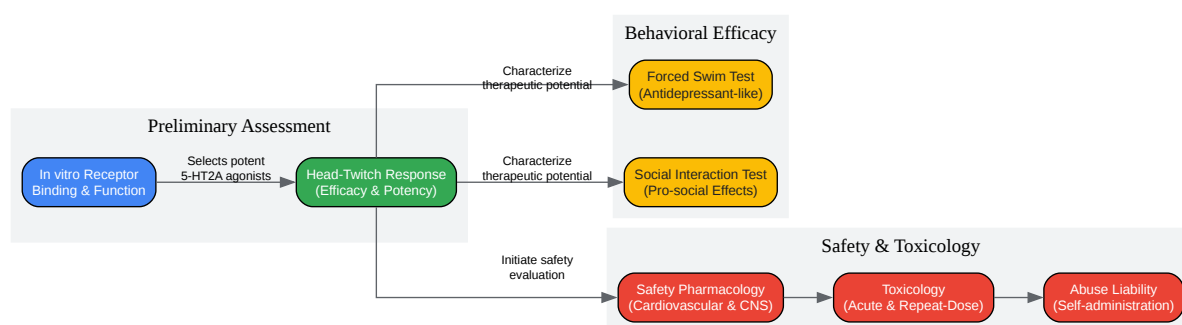 Behavioral Efficacy
Characterize
therapeutic potential
Forced Swim Test
(Antidepressant-like)
Preliminary Assessment
In vitro Receptor
Binding & Function
Selects potent
5-HT2A agonists
Head-Twitch Response
(Efficacy & Potency)
Characterize
therapeutic potential
Social Interaction Test
(Pro-social Effects)
Safety & Toxicology
Initiate safety
evaluation
Safety Pharmacology
(Cardiovascular & CNS)
Toxicology
(Acute & Repeat-Dose)
Abuse Liability
(Self-administration)